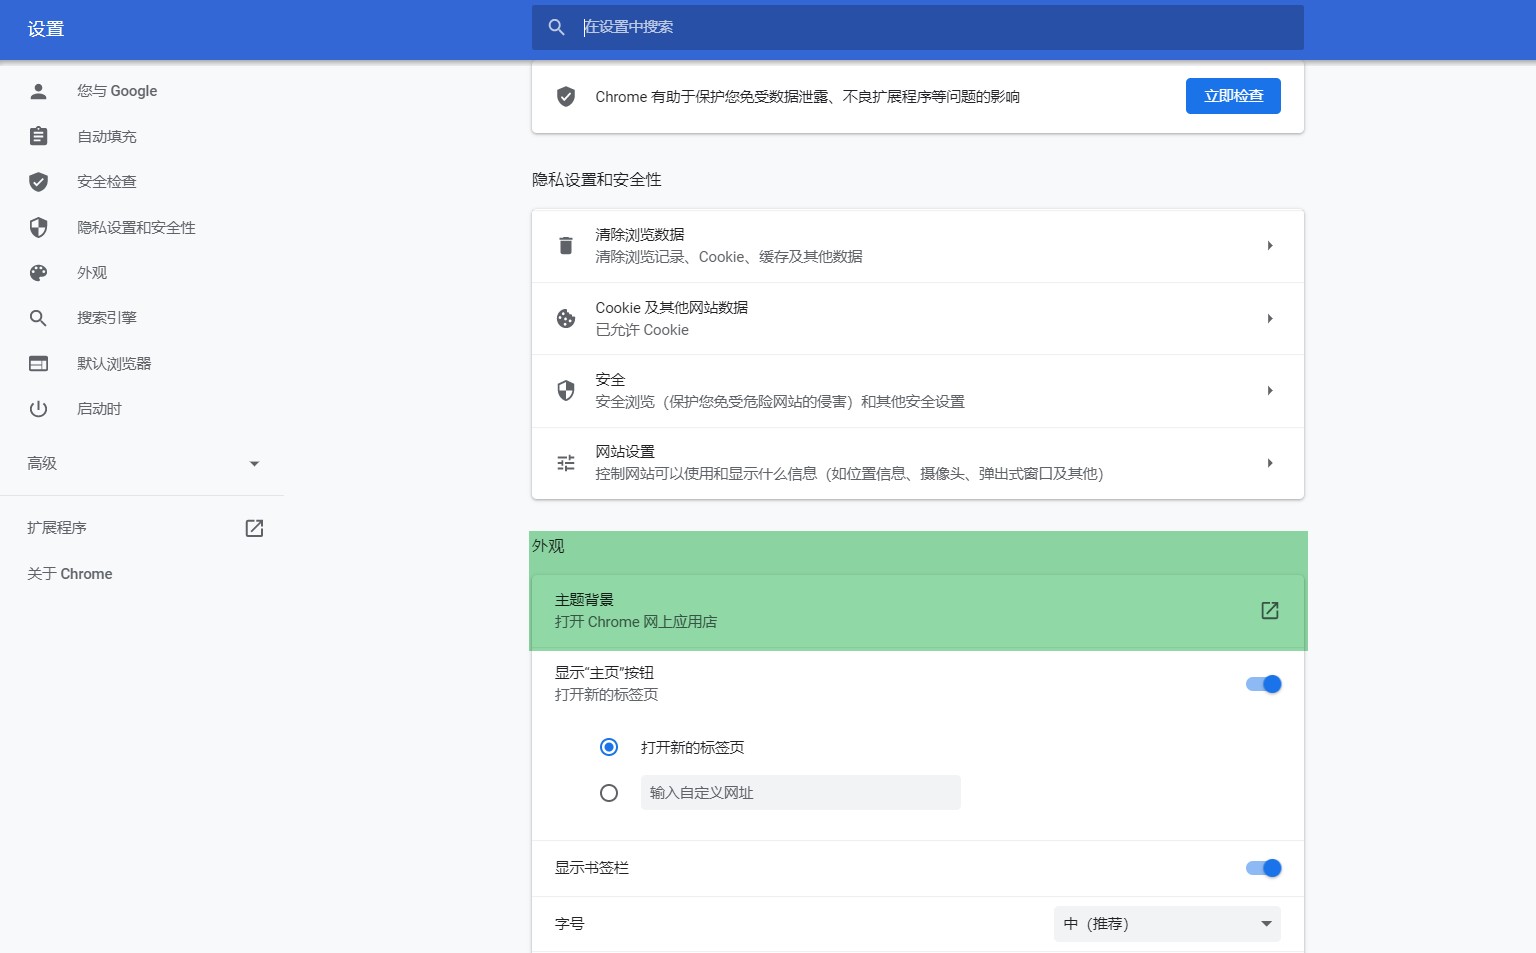 设置
在设置中搜索
您与 Google
自动填充
安全检查
隐私设置和安全性
外观
搜索引擎
默认浏览器
启动时
高级
扩展程序
关于 Chrome
Chrome 有助于保护您免受数据泄露、不良扩展程序等问题的影响
立即检查
隐私设置和安全性
清除浏览数据
清除浏览记录、Cookie、缓存及其他数据
Cookie 及其他网站数据
已允许 Cookie
安全
安全浏览（保护您免受危险网站的侵害）和其他安全设置
网站设置
控制网站可以使用和显示什么信息（如位置信息、摄像头、弹出式窗口及其他）
外观
主题背景
打开 Chrome 网上应用店
显示“主页”按钮
打开新的标签页
打开新的标签页
输入自定义网址
显示书签栏
字号
中（推荐）